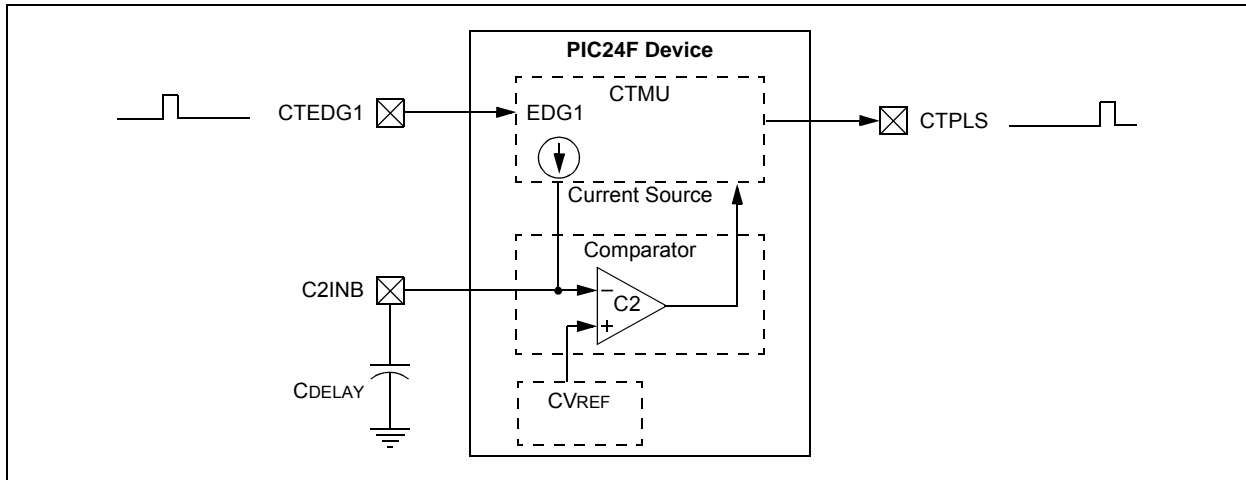 PIC24F Device
CTMU
CTEDG1
EDG1
CTPLS
Current Source
Comparator
C2INB
−
C2
+
CDELAY
CVREF